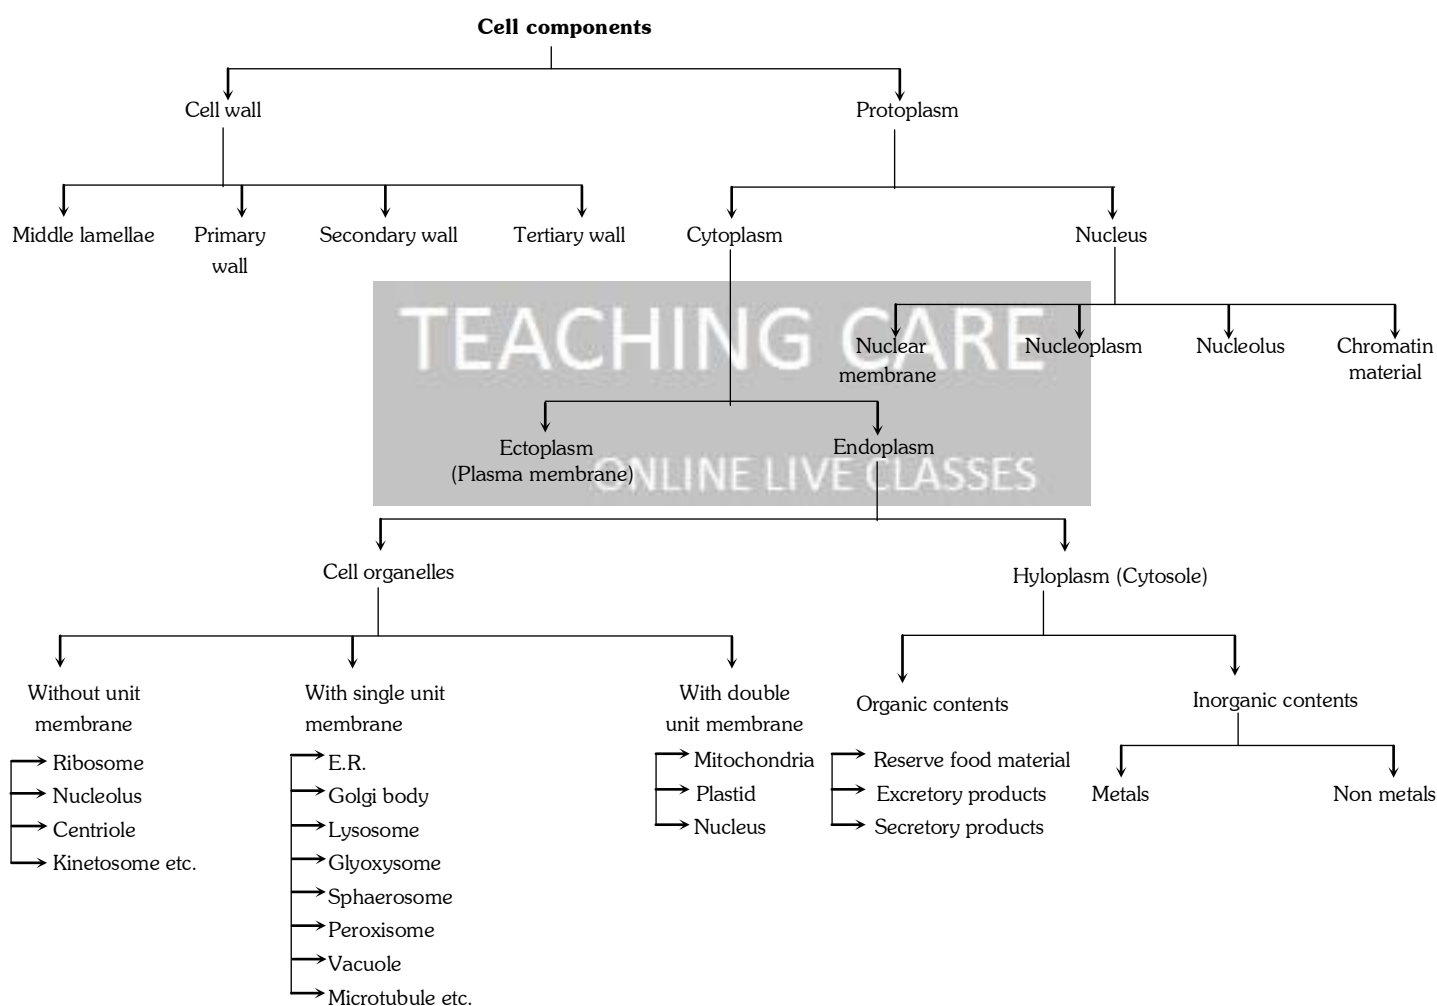 Cell components
Cell wall
Protoplasm
Middle lamellae
Primary
wall
Secondary wall
Tertiary wall
Cytoplasm
Nucleus
TEACHING CARE
Nuclear
membrane
Nucleoplasm
Nucleolus
Chromatin
material
Ectoplasm
(Plasma membrane)
Endoplasm
ONLINE LIVE CLASSES
Cell organelles
Hyloplasm (Cytosole)
Without unit
membrane
With single unit
membrane
With double
unit membrane
Organic contents
Inorganic contents
Ribosome
Nucleolus
Centriole
Kinetosome etc.
E.R.
Golgi body
Lysosome
Glyoxysome
Sphaerosome
Peroxisome
Vacuole
Microtubule etc.
Mitochondria
Plastid
Nucleus
Reserve food material
Excretory products
Secretory products
Metals
Non metals